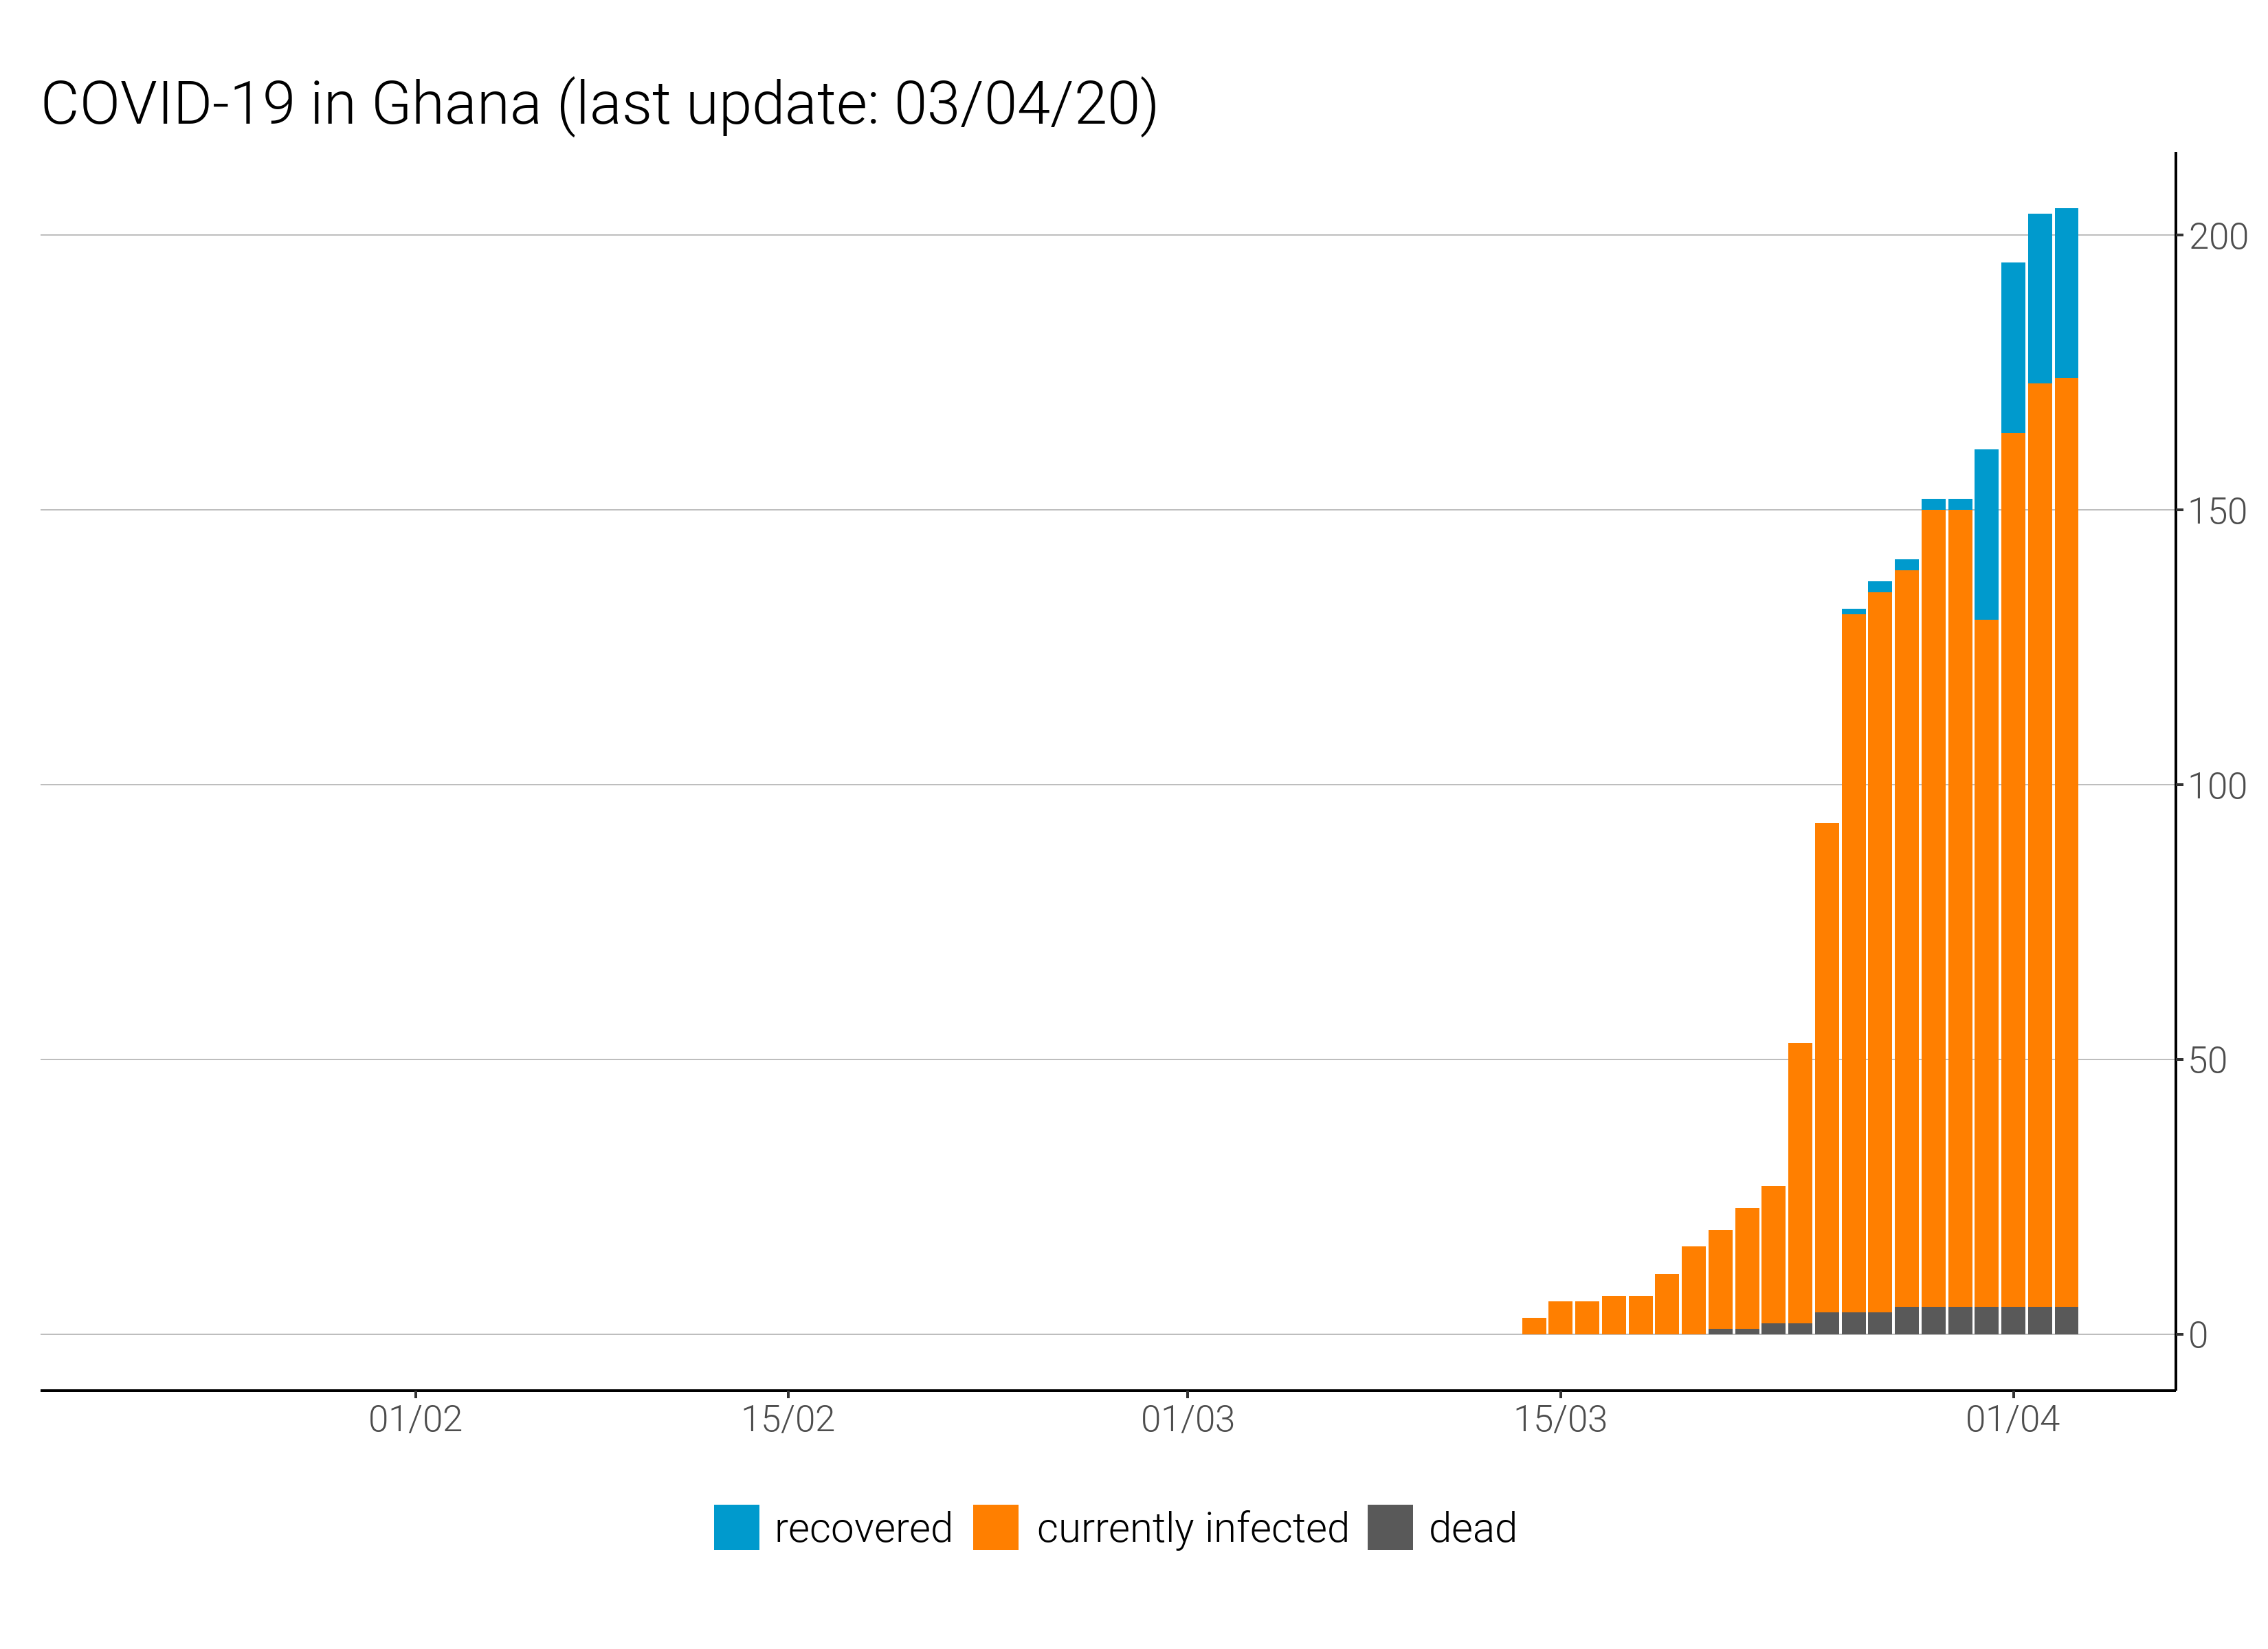 COVID-19 in Ghana (last update: 03/04/20)
200
150
100
50
0
01/02 15/02 01/03 15/03 01/04
recovered currently infected dead